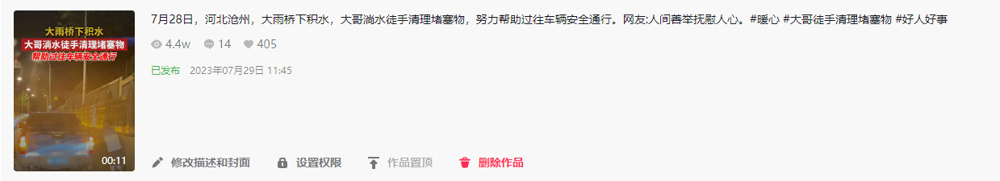 大雨桥下积水
大哥淌水徒手清理堵塞物
帮助过往车辆安全通行
00:11
7月28日，河北沧州，大雨桥下积水，大哥淌水徒手清理堵塞物，努力帮助过往车辆安全通行。网友:人间善举抚慰人心。#暖心 #大哥徒手清理堵塞物 #好人好事
4.4w 14 405
已发布 2023年07月29日 11:45
修改描述和封面 设置权限 作品置顶 删除作品